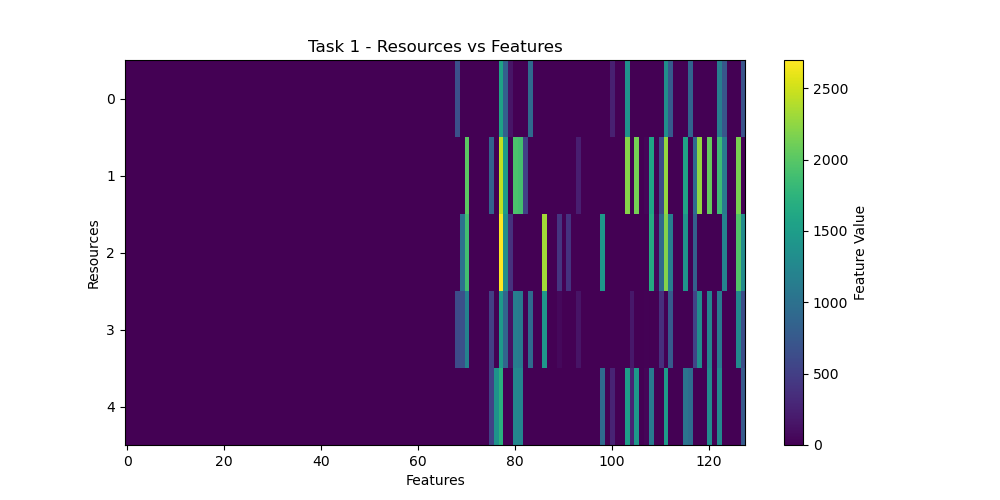 Task 1 - Resources vs Features
Resources
0
1
2
3
4
0 20 40 60 80 100 120
Features
2500
2000
1500
1000
500
0
Feature Value